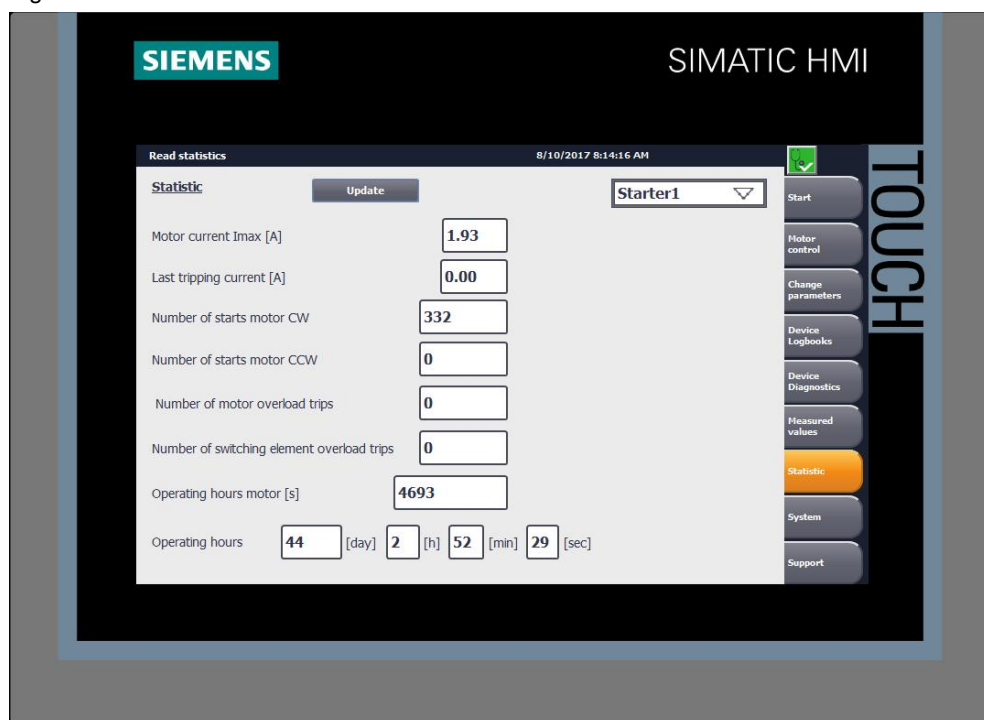 SIEMENS
SIMATIC HMI
TOUCH
Read statistics 8/10/2017 8:14:16 AM
Statistic Update Starter1
Motor current Imax [A] 1.93
Last tripping current [A] 0.00
Number of starts motor CW 332
Number of starts motor CCW 0
Number of motor overload trips 0
Number of switching element overload trips 0
Operating hours motor [s] 4693
Operating hours 44 [day] 2 [h] 52 [min] 29 [sec]
Start
Motor
control
Change
parameters
Device
Logbooks
Device
Diagnostics
Measured
values
Statistic
System
Support